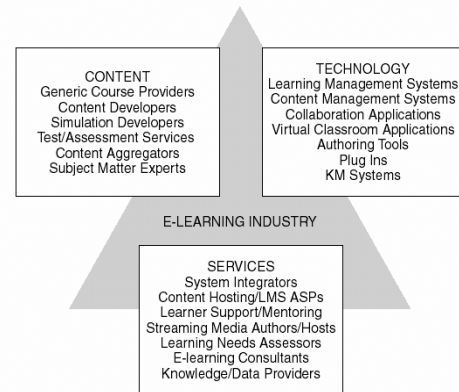 CONTENT
Generic Course Providers
Content Developers
Simulation Developers
Test/Assessment Services
Content Aggregators
Subject Matter Experts
TECHNOLOGY
Learning Management Systems
Content Management Systems
Collaboration Applications
Virtual Classroom Applications
Authoring Tools
Plug Ins
KM Systems
E-LEARNING INDUSTRY
SERVICES
System Integrators
Content Hosting/LMS ASPs
Learner Support/Mentoring
Streaming Media Authors/Hosts
Learning Needs Assessors
E-learning Consultants
Knowledge/Data Providers